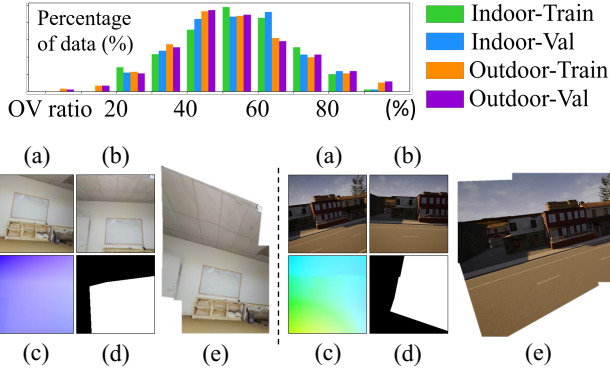 Percentage
of data (%)
OV ratio 20 40 60 80 (%)
Indoor-Train
Indoor-Val
Outdoor-Train
Outdoor-Val
(a) (b) (a) (b)
(c) (d) (e) (c) (d) (e)